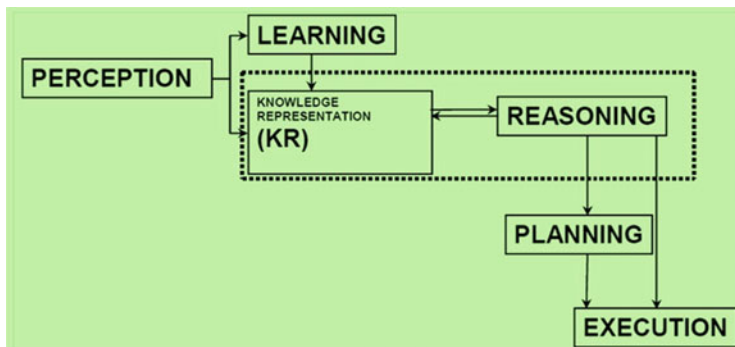 LEARNING
PERCEPTION
KNOWLEDGE
REPRESENTATION
(KR)
REASONING
PLANNING
EXECUTION